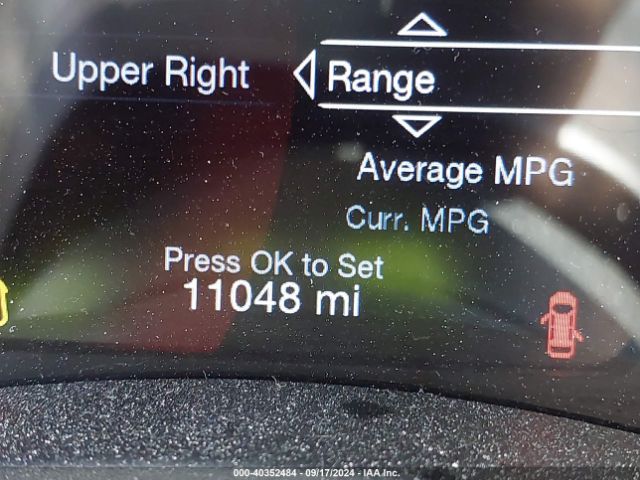 Upper Right
Range
Average MPG
Curr. MPG
Press OK to Set
11048 mi
000-40352484 - 09/17/2024 - IAA Inc.